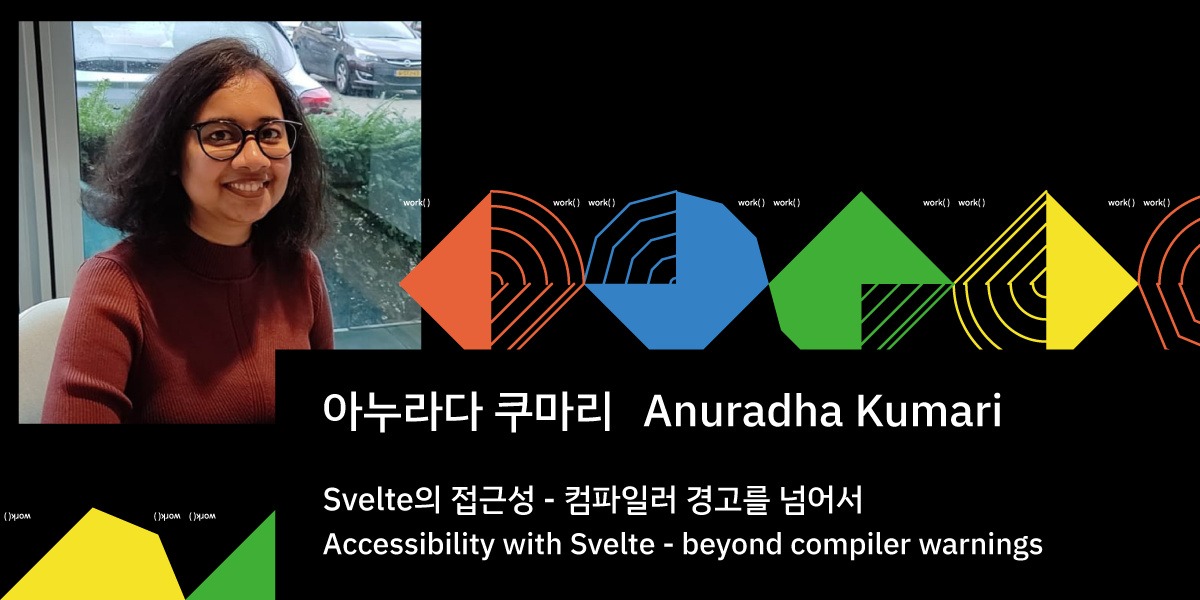 work( )
work( ) work( )
work( ) work( )
work( ) work( )
work( ) work( )
아누라다 쿠마리 Anuradha Kumari
Svelte의 접근성 - 컴파일러 경고를 넘어서
Accessibility with Svelte - beyond compiler warnings
work( )
work( ) work( )